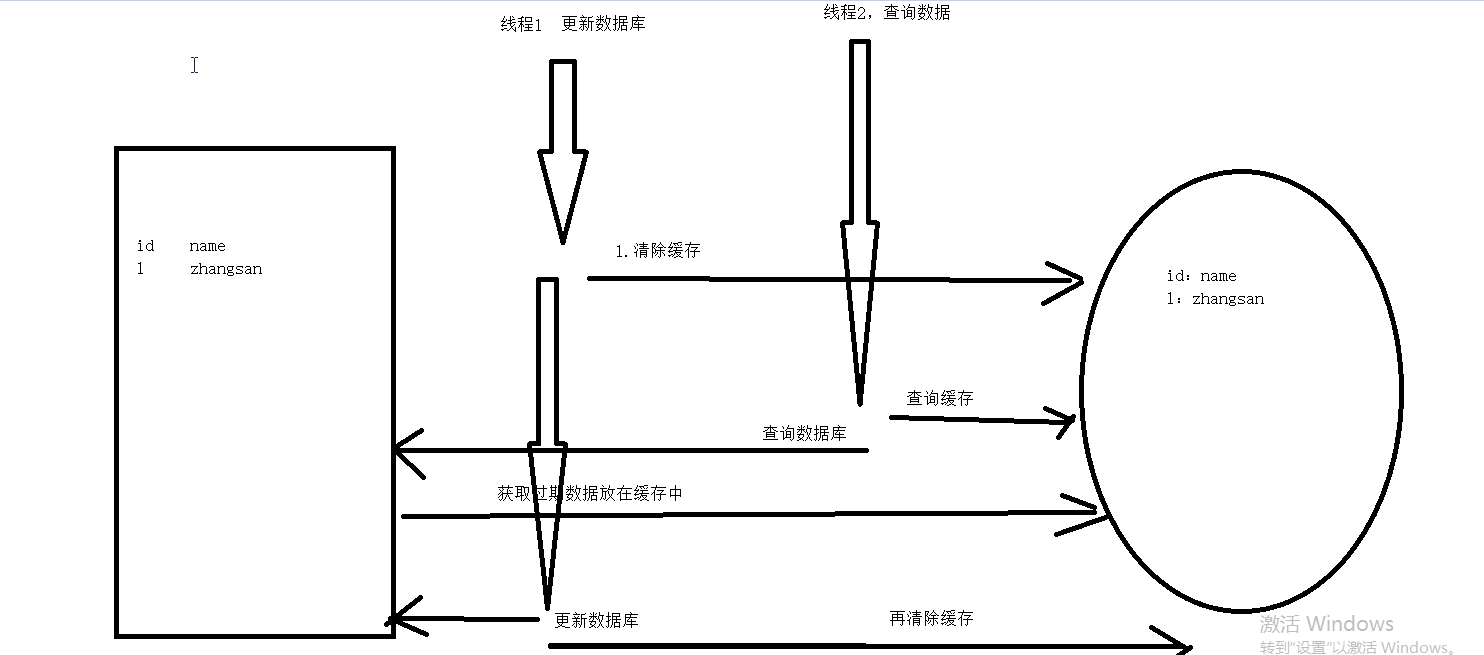 线程1 更新数据库
线程2，查询数据
1.清除缓存
id name
1 zhangsan
id：name
1：zhangsan
查询缓存
查询数据库
获取过期数据放在缓存中
更新数据库
再清除缓存
激活 Windows
转到“设置”以激活 Windows。